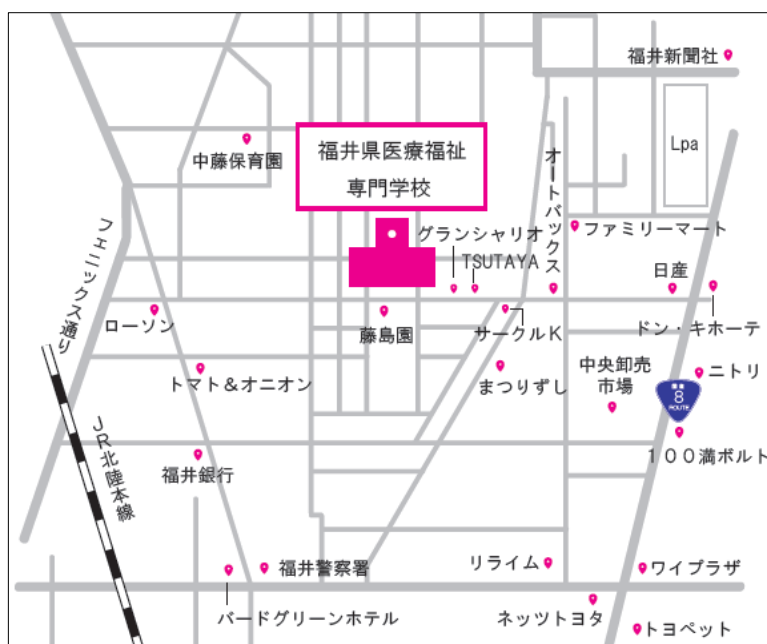 福井新聞社
Lpa
中藤保育園
福井県医療福祉
専門学校
オートバックス
グランシャリオ
TSUTAYA
ファミリーマート
フェニックス通り
日産
ローソン
藤島園
サークルK
ドン・キホーテ
トマト＆オニオン
まつりずし
中央卸売
市場
ニトリ
8
ROUTE
JR北陸本線
福井銀行
１００満ボルト
福井警察署
リライム
ワイプラザ
バードグリーンホテル
ネッツトヨタ
トヨペット